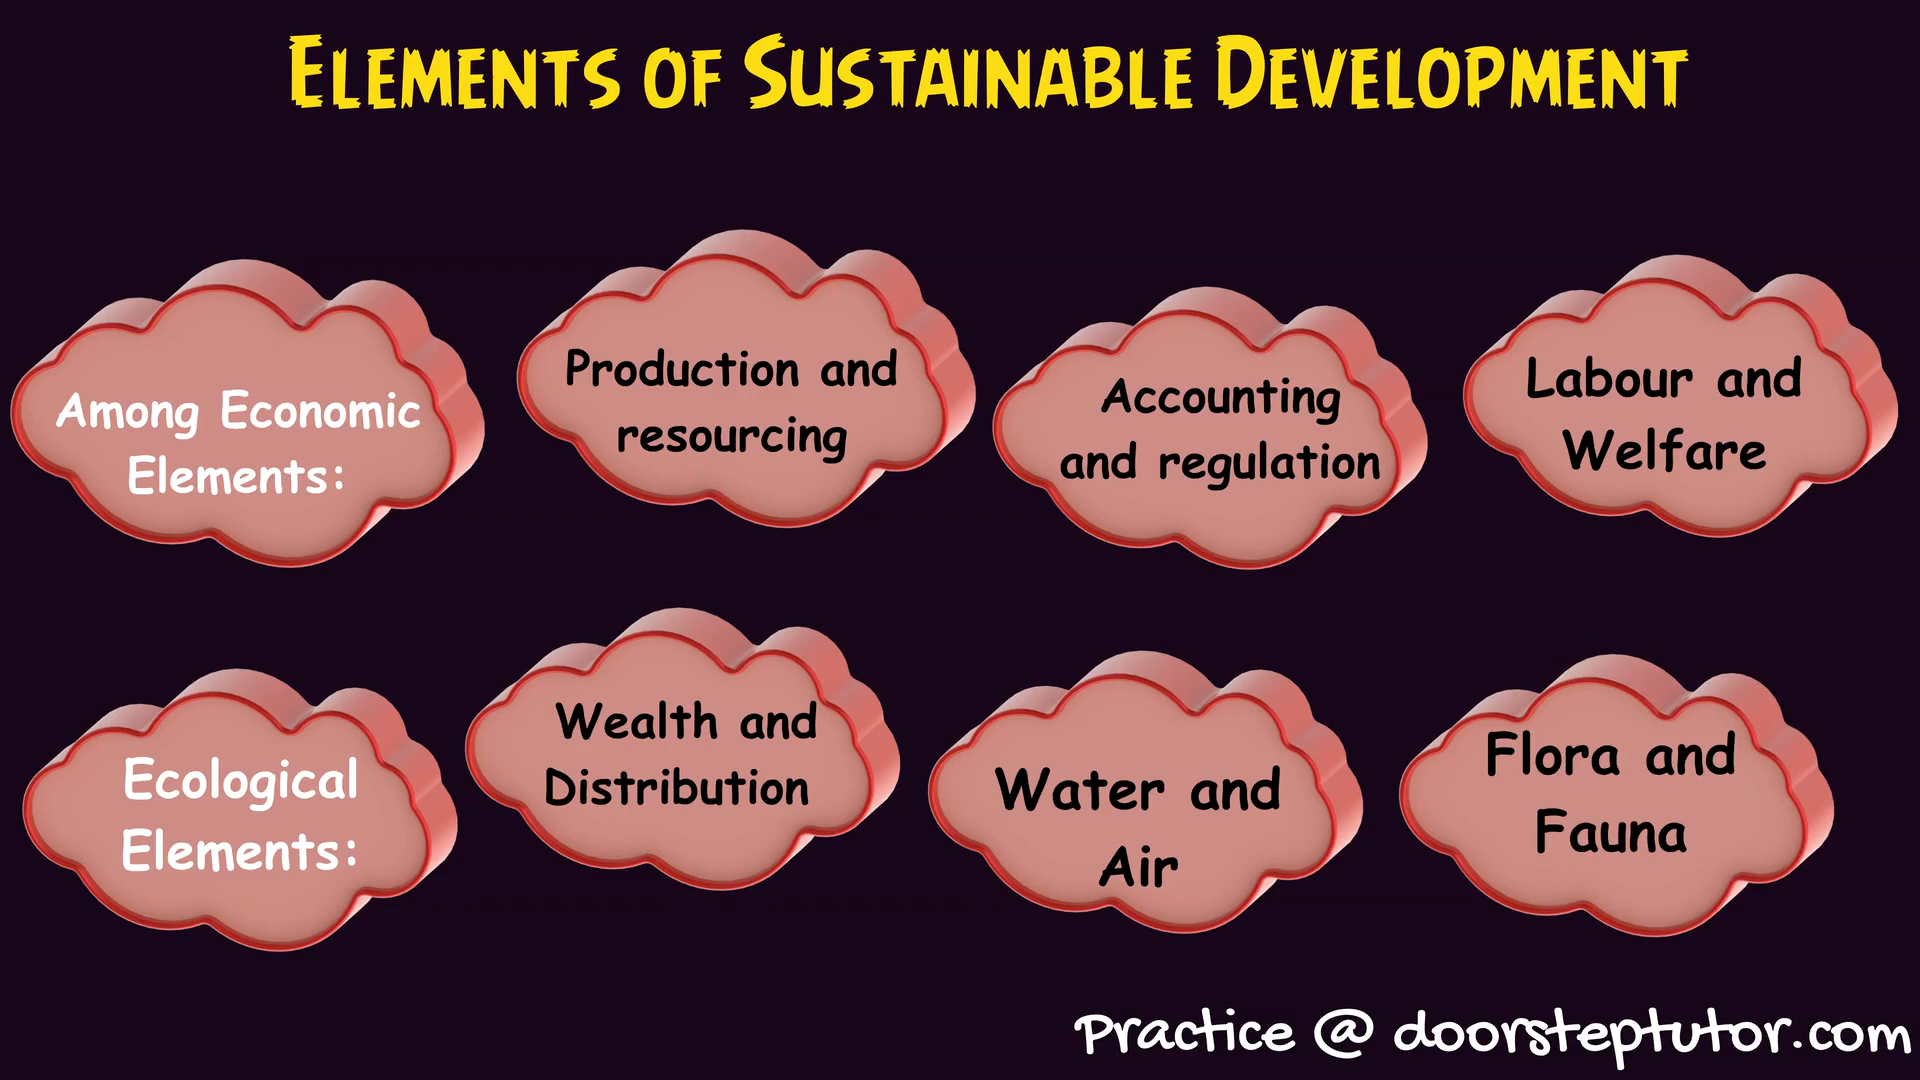 Elements of Sustainable Development
Among Economic
Elements:
Production and
resourcing
Accounting
and regulation
Labour and
Welfare
Ecological
Elements:
Wealth and
Distribution
Water and
Air
Flora and
Fauna
Practice @ doorsteptutor.com